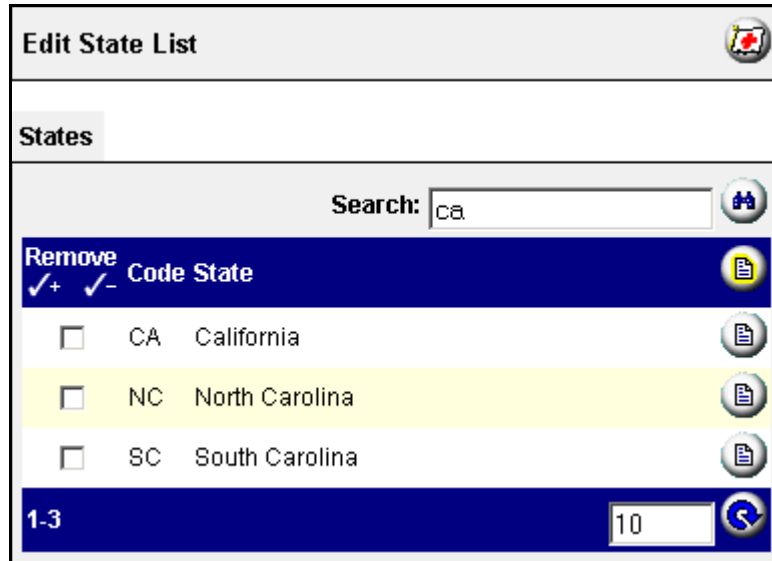 Edit State List
States
Search: ca
Remove
✓+ ✓- Code State
CA California
NC North Carolina
SC South Carolina
1-3 10